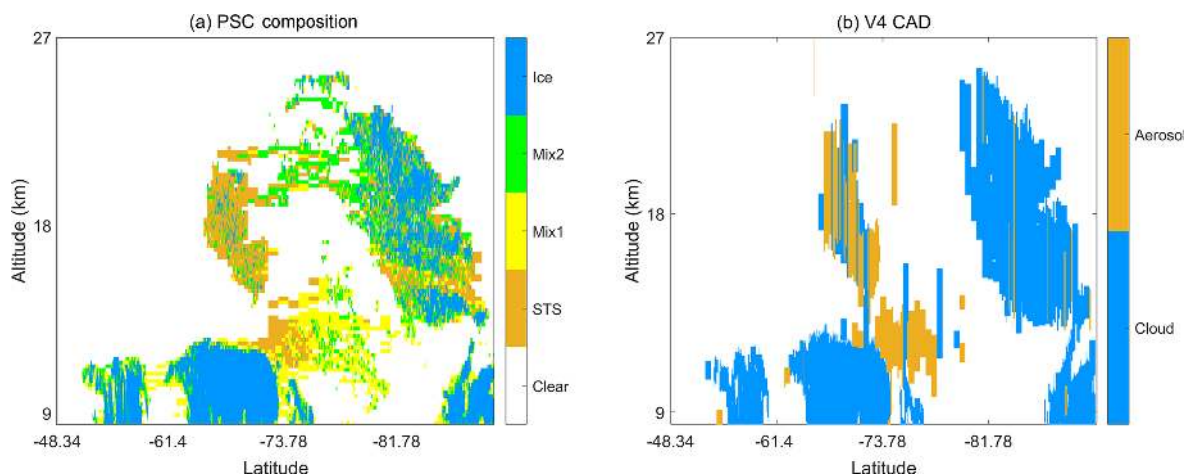 (a) PSC composition
27
18
9
Altitude (km)
-48.34 -61.4 -73.78 -81.78
Latitude
Ice
Mix2
Mix1
STS
Clear
(b) V4 CAD
27
18
9
Altitude (km)
-48.34 -61.4 -73.78 -81.78
Latitude
Aerosol
Cloud